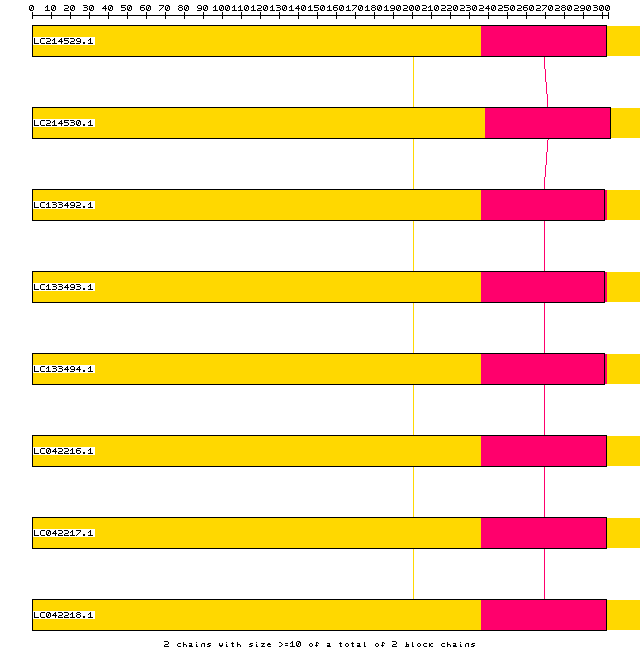 0 10 20 30 40 50 60 70 80 90 100 110 120 130 140 150 160 170 180 190 200 210 220 230 240 250 260 270 280 290 300
LC214529.1
LC214530.1
LC133492.1
LC133493.1
LC133494.1
LC042216.1
LC042217.1
LC042218.1
2 chains with size >=10 of a total of 2 block chains